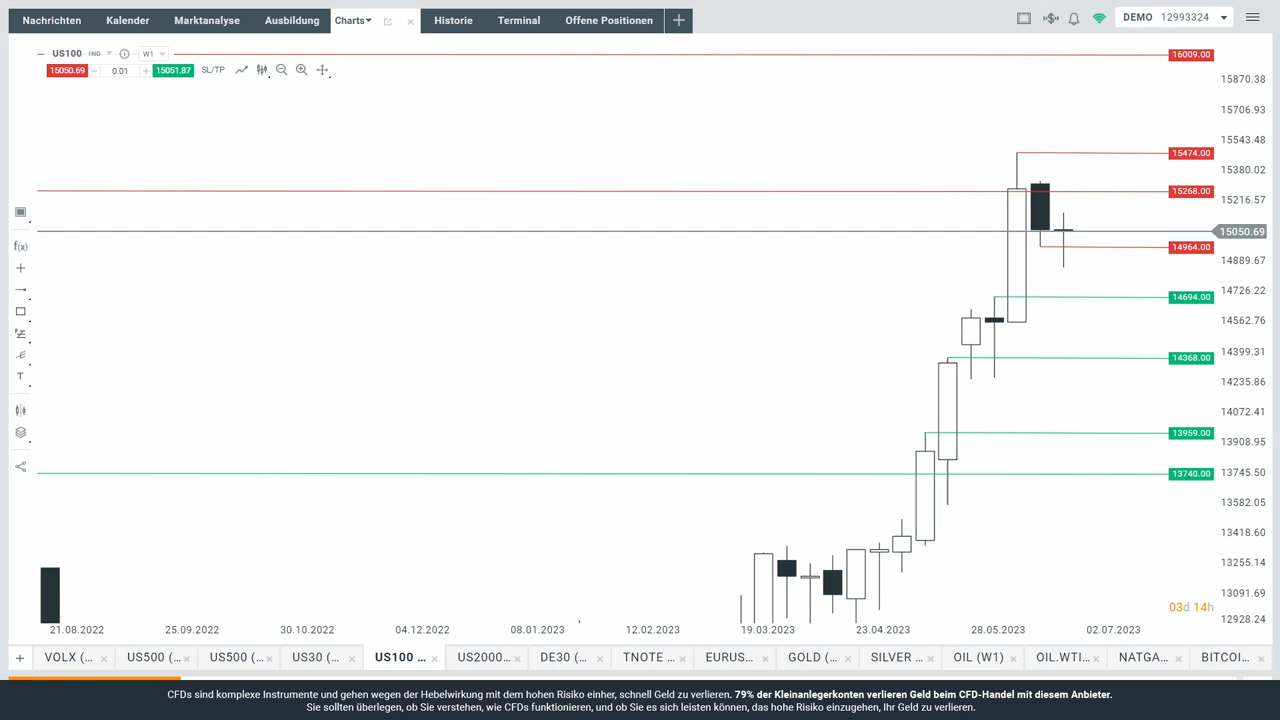 Nachrichten Kalender Marktanalyse Ausbildung Charts Historie Terminal Offene Positionen DEMO 12993324
US100 IND W1
15050.69 0.01 15051.87 SL/TP
16009.00
15870.38
15706.93
15543.48
15474.00
15380.02
15268.00
15216.57
15050.69
14964.00
14889.67
14726.22
14694.00
14562.76
14368.00
14399.31
14235.86
14072.41
13959.00
13908.95
13740.00
13745.50
13582.05
13418.60
13255.14
13091.69
03d 14h
12928.24
f(x)
T
21.08.2022 25.09.2022 30.10.2022 04.12.2022 08.01.2023 12.02.2023 19.03.2023 23.04.2023 28.05.2023 02.07.2023
VOLX (... US500 (... US500 (... US30 (... US100 ... US2000... DE30 (... TNOTE ... EURUS... GOLD (... SILVER ... OIL (W1) OIL.WTI... NATGA... BITCOI...
CFDs sind komplexe Instrumente und gehen wegen der Hebelwirkung mit dem hohen Risiko einher, schnell Geld zu verlieren. 79% der Kleinanlegerkonten verlieren Geld beim CFD-Handel mit diesem Anbieter.
Sie sollten überlegen, ob Sie verstehen, wie CFDs funktionieren, und ob Sie es sich leisten können, das hohe Risiko einzugehen, Ihr Geld zu verlieren.